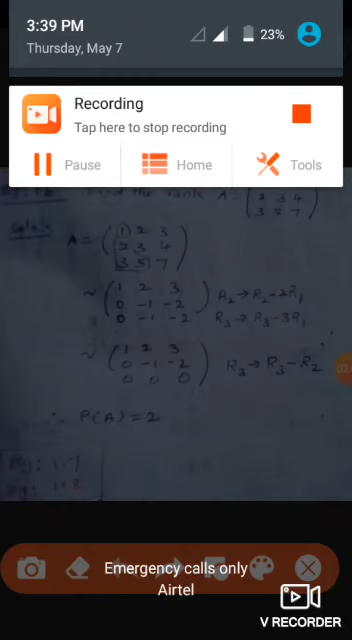 3:39 PM
23%
Thursday, May 7
Recording
Tap here to stop recording
Pause
Home
Tools
Find the rank A = ( 2 3 4
3 5 7 )
A = ( 1 2 3
2 3 4
3 5 7 )
~ ( 1 2 3
0 -1 -2
0 -1 -2 ) R₂ → R₂-2R₁
R₃ → R₃-3R₁
~ ( 1 2 3
0 -1 -2
0 0 0 ) R₃ → R₃-R₂
∴ P(A) = 2
Emergency calls only
Airtel
V RECORDER